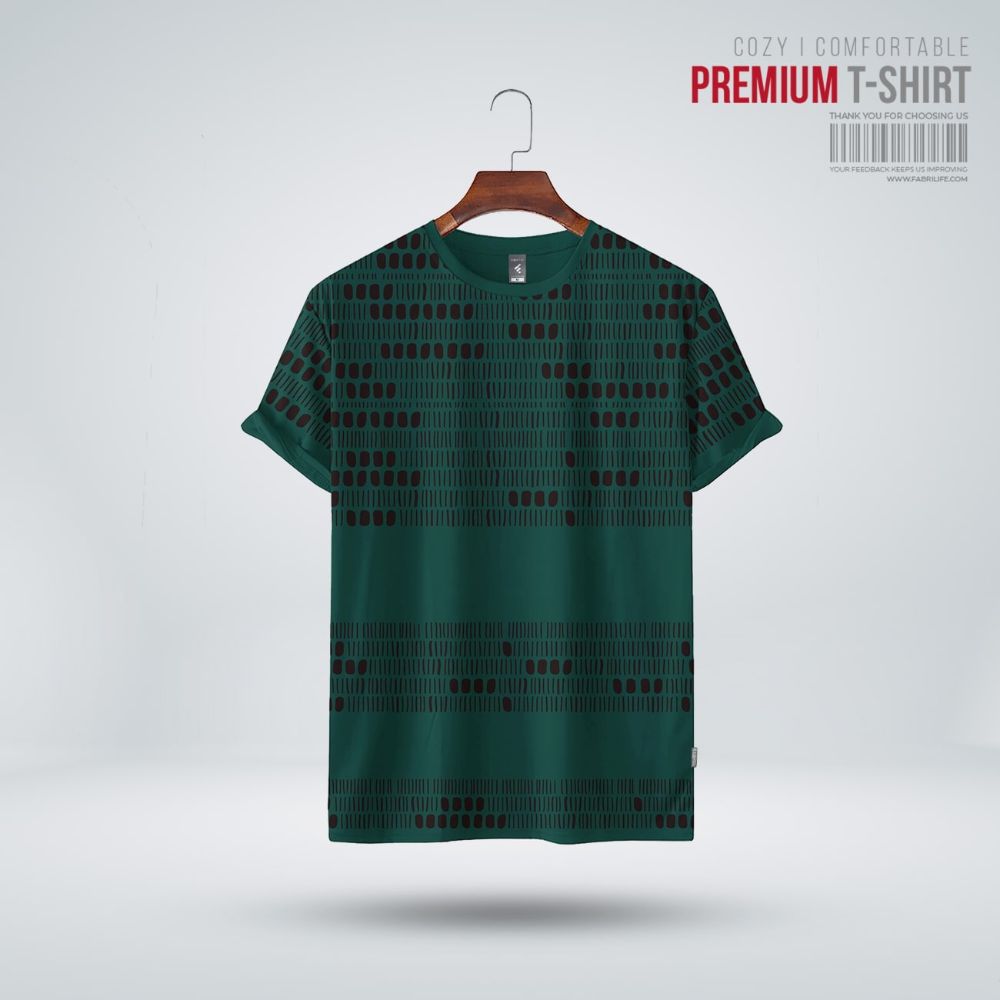 COZY | COMFORTABLE
PREMIUM T-SHIRT
THANK YOU FOR CHOOSING US
YOUR FEEDBACK KEEPS US IMPROVING
WWW.FABRILIFE.COM